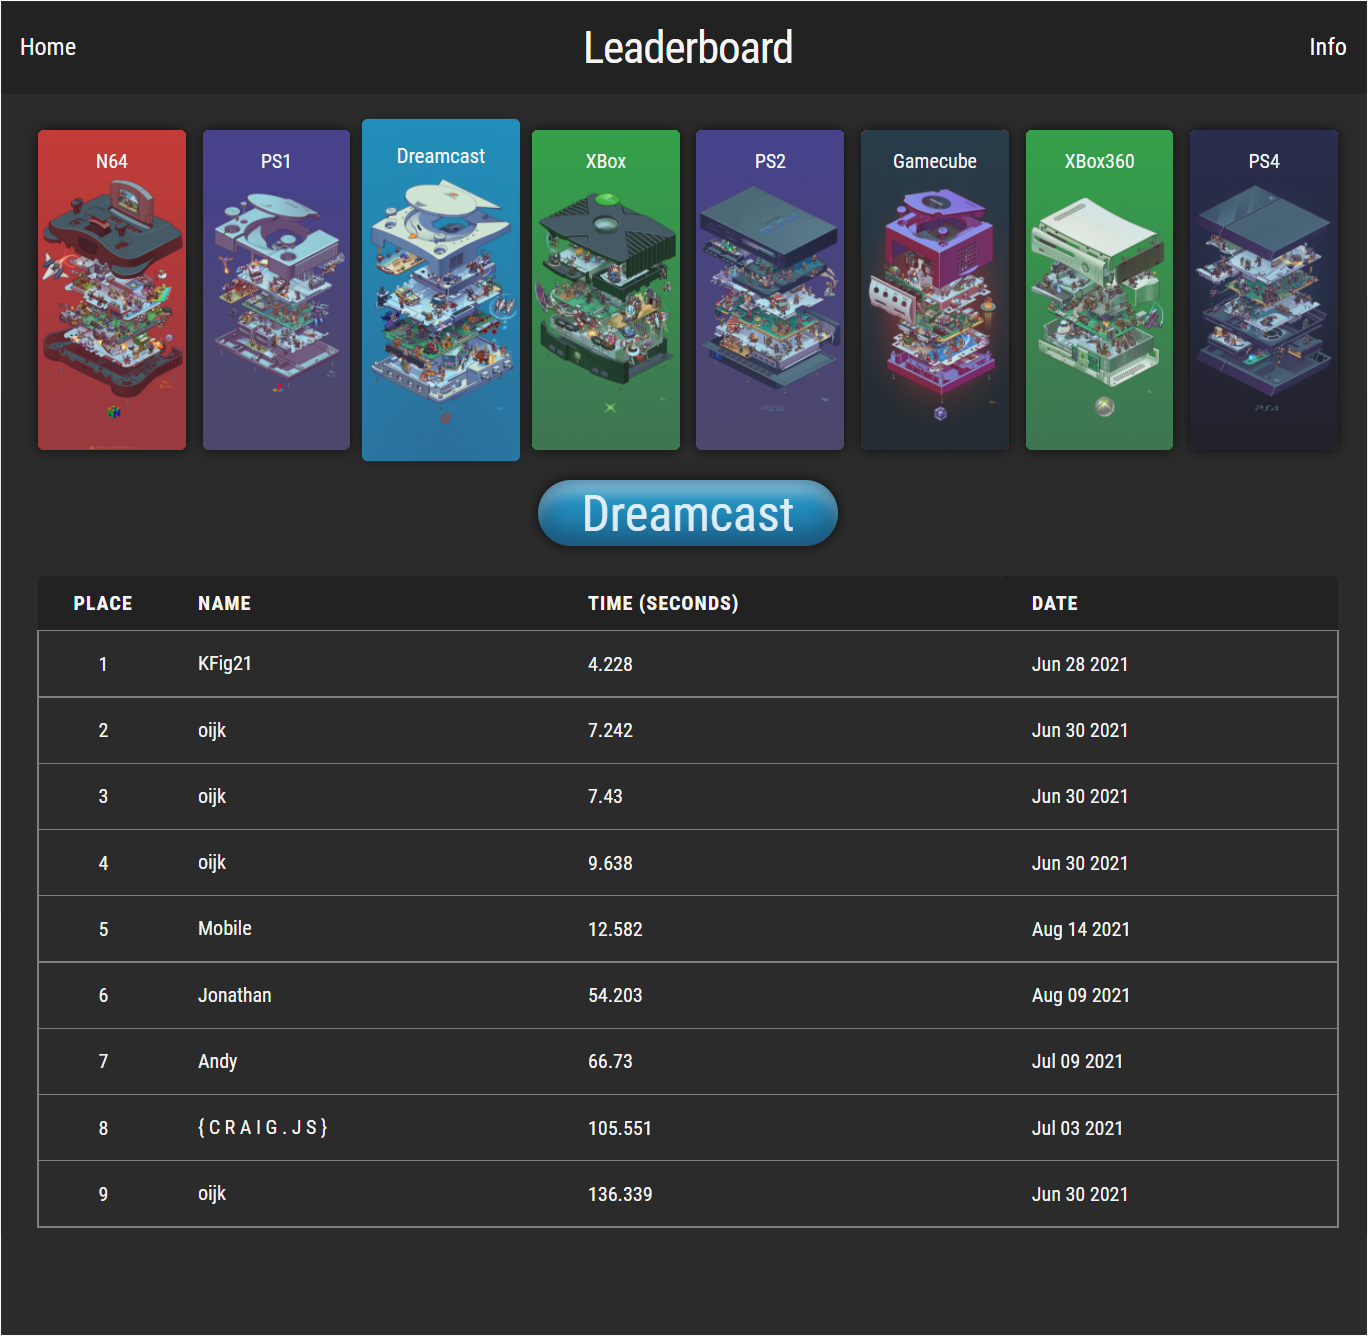 Home Leaderboard Info
N64 PS1 Dreamcast XBox PS2 Gamecube XBox360 PS4
PS2 PS4
Dreamcast
PLACE NAME TIME (SECONDS) DATE
1 KFig21 4.228 Jun 28 2021
2 oijk 7.242 Jun 30 2021
3 oijk 7.43 Jun 30 2021
4 oijk 9.638 Jun 30 2021
5 Mobile 12.582 Aug 14 2021
6 Jonathan 54.203 Aug 09 2021
7 Andy 66.73 Jul 09 2021
8 { C R A I G . J S } 105.551 Jul 03 2021
9 oijk 136.339 Jun 30 2021